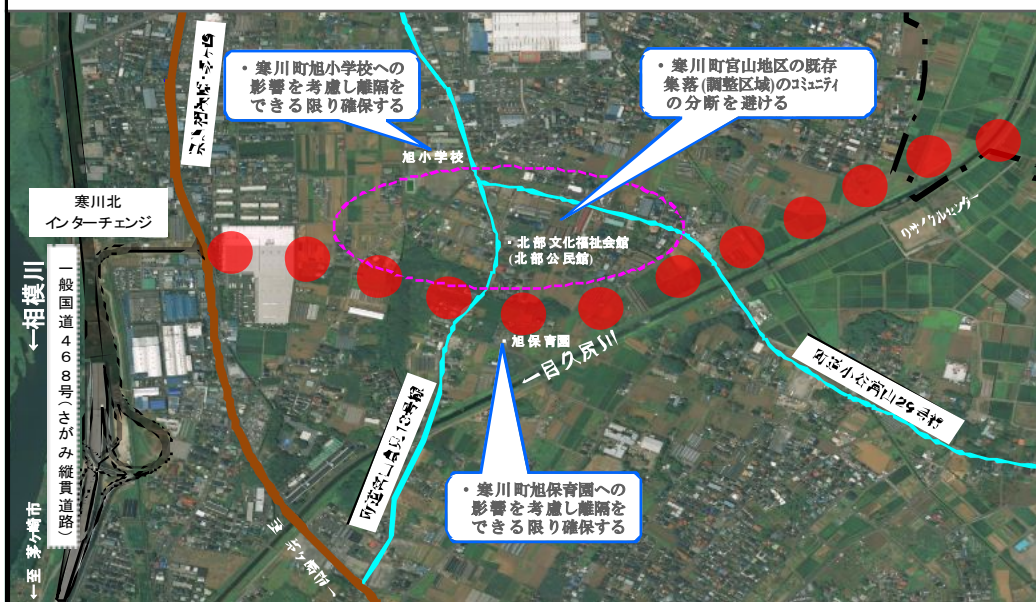 ・寒川町旭小学校への
影響を考慮し離隔を
できる限り確保する
・寒川町宮山地区の既存
集落(調整区域)のコミュニティ
の分断を避ける
旭小学校
寒川北
インターチェンジ
・北部文化福祉会館
(北部公民館)
リサイクルセンター
←相模川
一般国道468号(さがみ縦貫道路)
・旭保育園
←目久尻川
・寒川町旭保育園への
影響を考慮し離隔を
できる限り確保する
←至 茅ヶ崎市